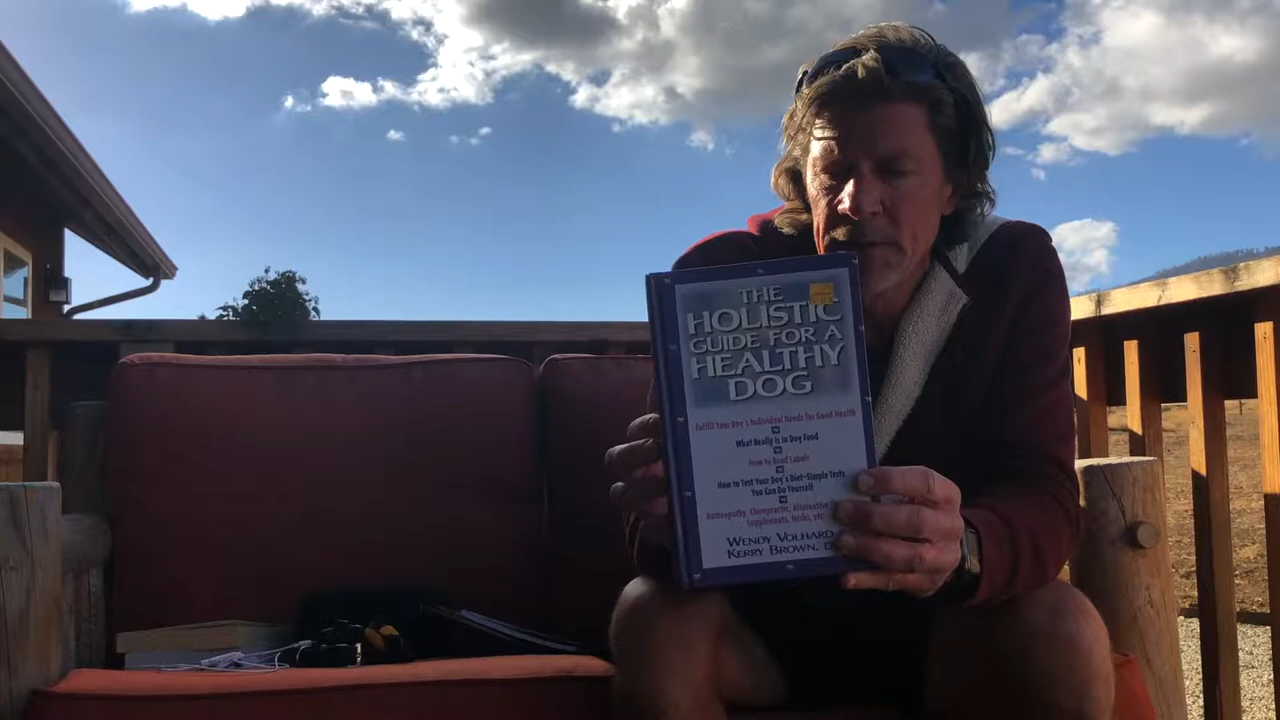 THE
HOLISTIC
GUIDE FOR A
HEALTHY
DOG
Fulfill Your Dog's Individual Needs for Good Health
What Really is in Dog Food
How to Read Labels
How to Test Your Dog's Diet-Simple Tests
You Can Do Yourself
Homeopathy, Chiropractic, Alternative
Supplements, Herbs, etc
WENDY VOLHARD
KERRY BROWN,